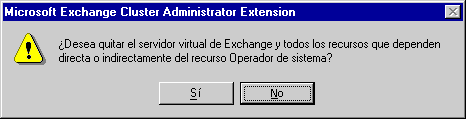 Microsoft Exchange Cluster Administrator Extension
¿Desea quitar el servidor virtual de Exchange y todos los recursos que dependen
directa o indirectamente del recurso Operador de sistema?
Sí No